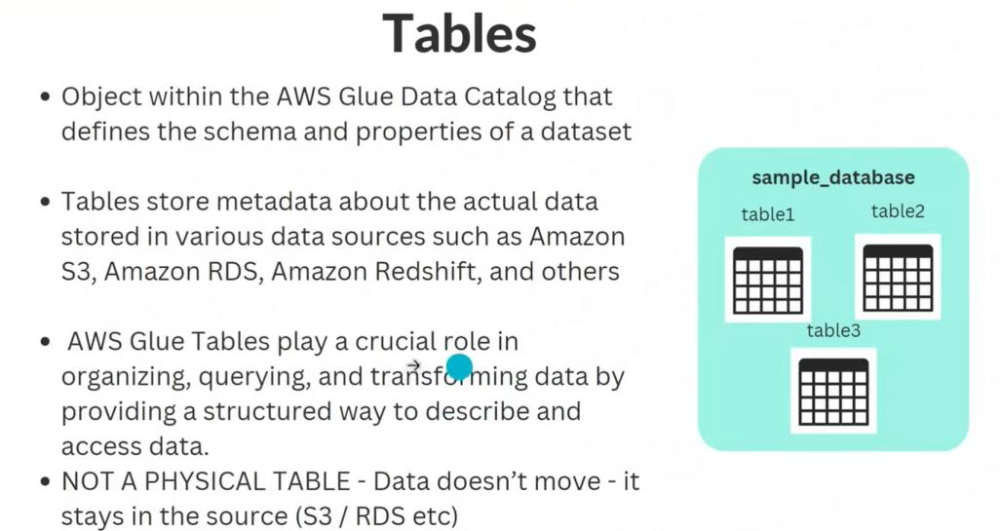 Tables
• Object within the AWS Glue Data Catalog that
defines the schema and properties of a dataset
• Tables store metadata about the actual data
stored in various data sources such as Amazon
S3, Amazon RDS, Amazon Redshift, and others
• AWS Glue Tables play a crucial role in
organizing, querying, and transforming data by
providing a structured way to describe and
access data.
• NOT A PHYSICAL TABLE - Data doesn’t move - it
stays in the source (S3 / RDS etc)
sample_database
table1
table2
table3